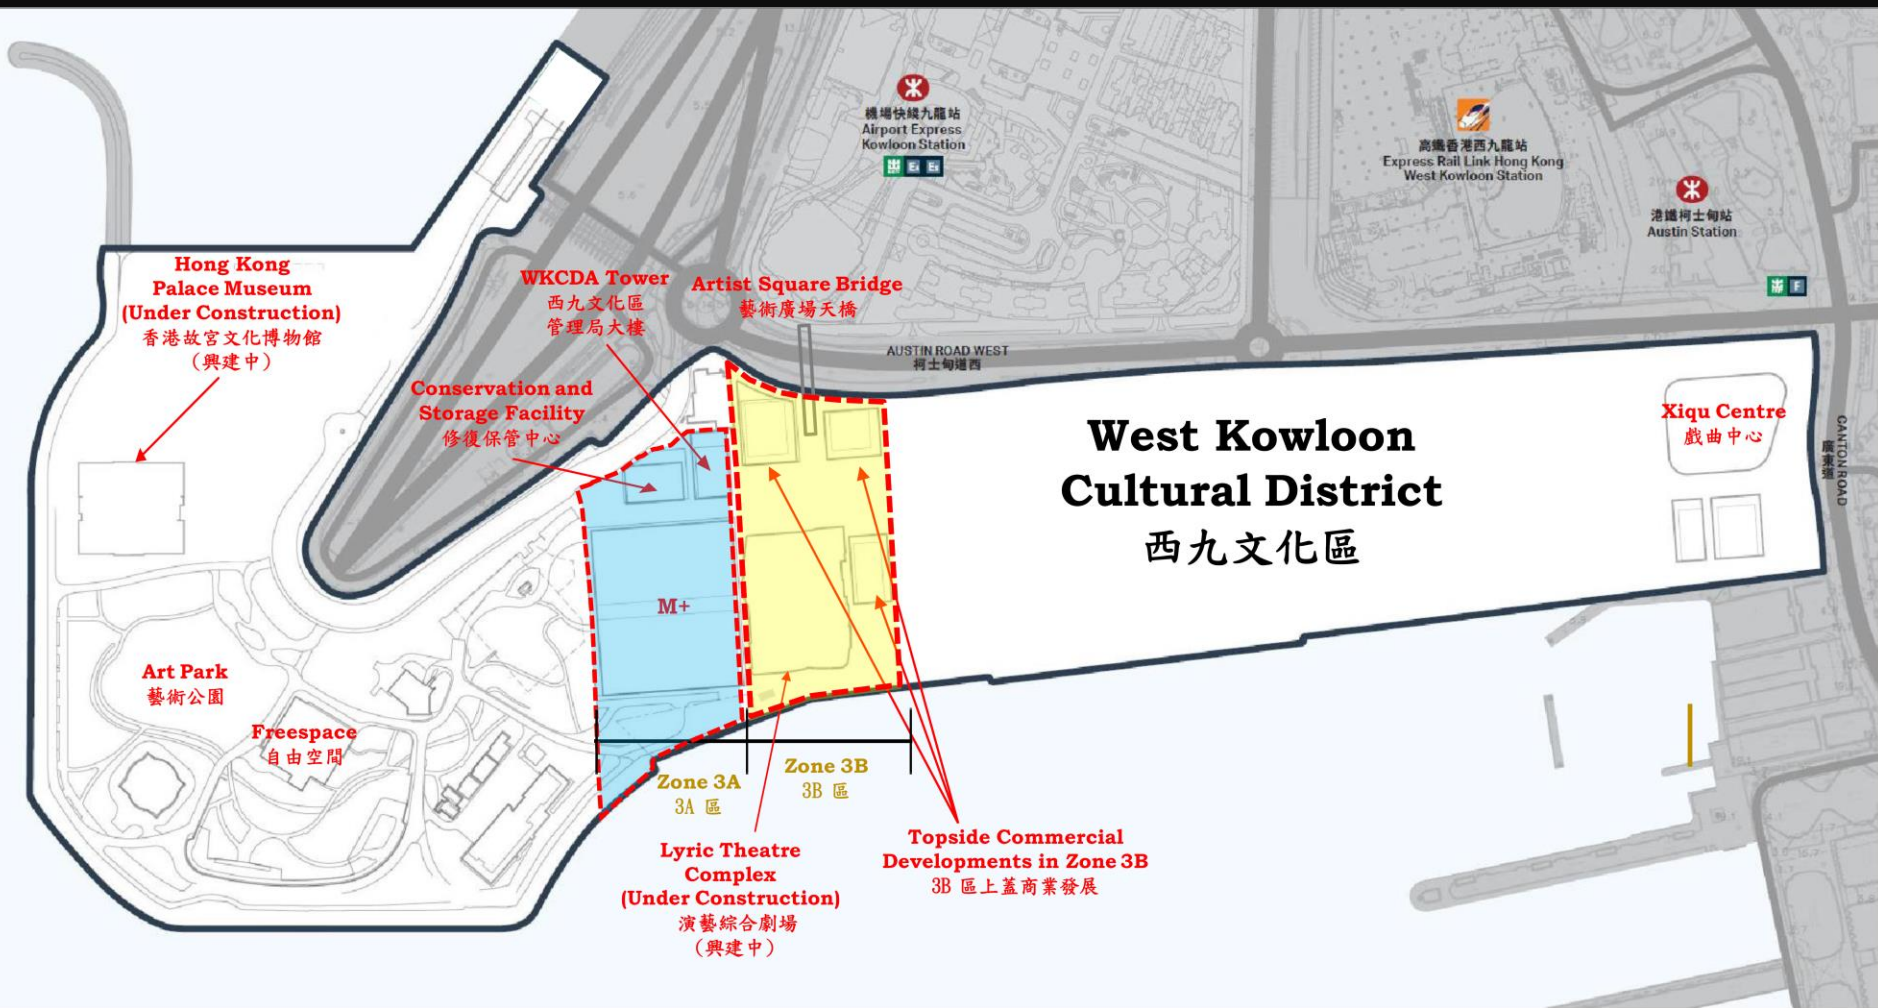 機場快綫九龍站
Airport Express
Kowloon Station
高鐵香港西九龍站
Express Rail Link Hong Kong
West Kowloon Station
港鐵柯士甸站
Austin Station
F
Hong Kong
Palace Museum
(Under Construction)
香港故宮文化博物館
（興建中）
WKCDA Tower
西九文化區
管理局大樓
Artist Square Bridge
藝術廣場天橋
AUSTIN ROAD WEST
柯士甸道西
Conservation and
Storage Facility
修復保管中心
West Kowloon
Cultural District
西九文化區
Xiqu Centre
戲曲中心
CANTON ROAD
廣東道
M+
Art Park
藝術公園
Freespace
自由空間
Zone 3A
3A 區
Zone 3B
3B 區
Lyric Theatre
Complex
(Under Construction)
演藝綜合劇場
（興建中）
Topside Commercial
Developments in Zone 3B
3B 區上蓋商業發展